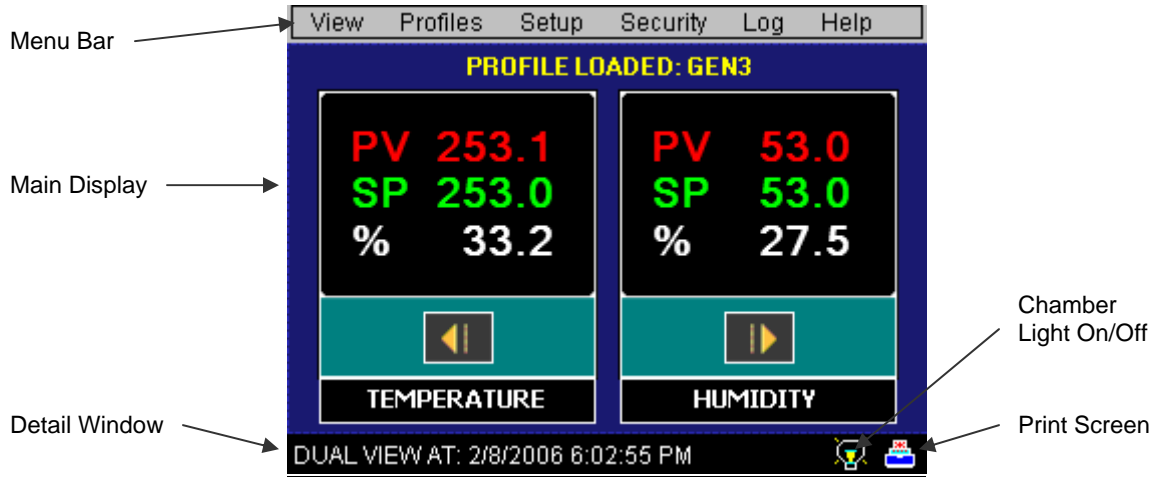 Menu Bar
View Profiles Setup Security Log Help
PROFILE LOADED: GEN3
Main Display
PV 253.1
SP 253.0
% 33.2
PV 53.0
SP 53.0
% 27.5
TEMPERATURE
HUMIDITY
Chamber
Light On/Off
Detail Window
DUAL VIEW AT: 2/8/2006 6:02:55 PM
Print Screen